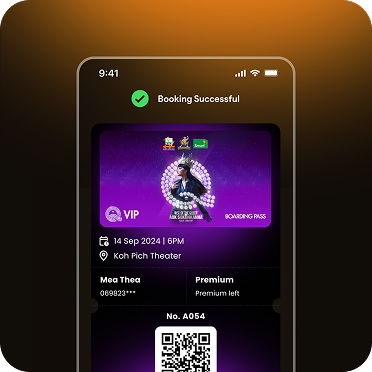 9:41
Booking Successful
VIP
BOARDING PASS
14 Sep 2024 | 6PM
Koh Pich Theater
Mea Thea
Premium
069823***
Premium left
No. A054